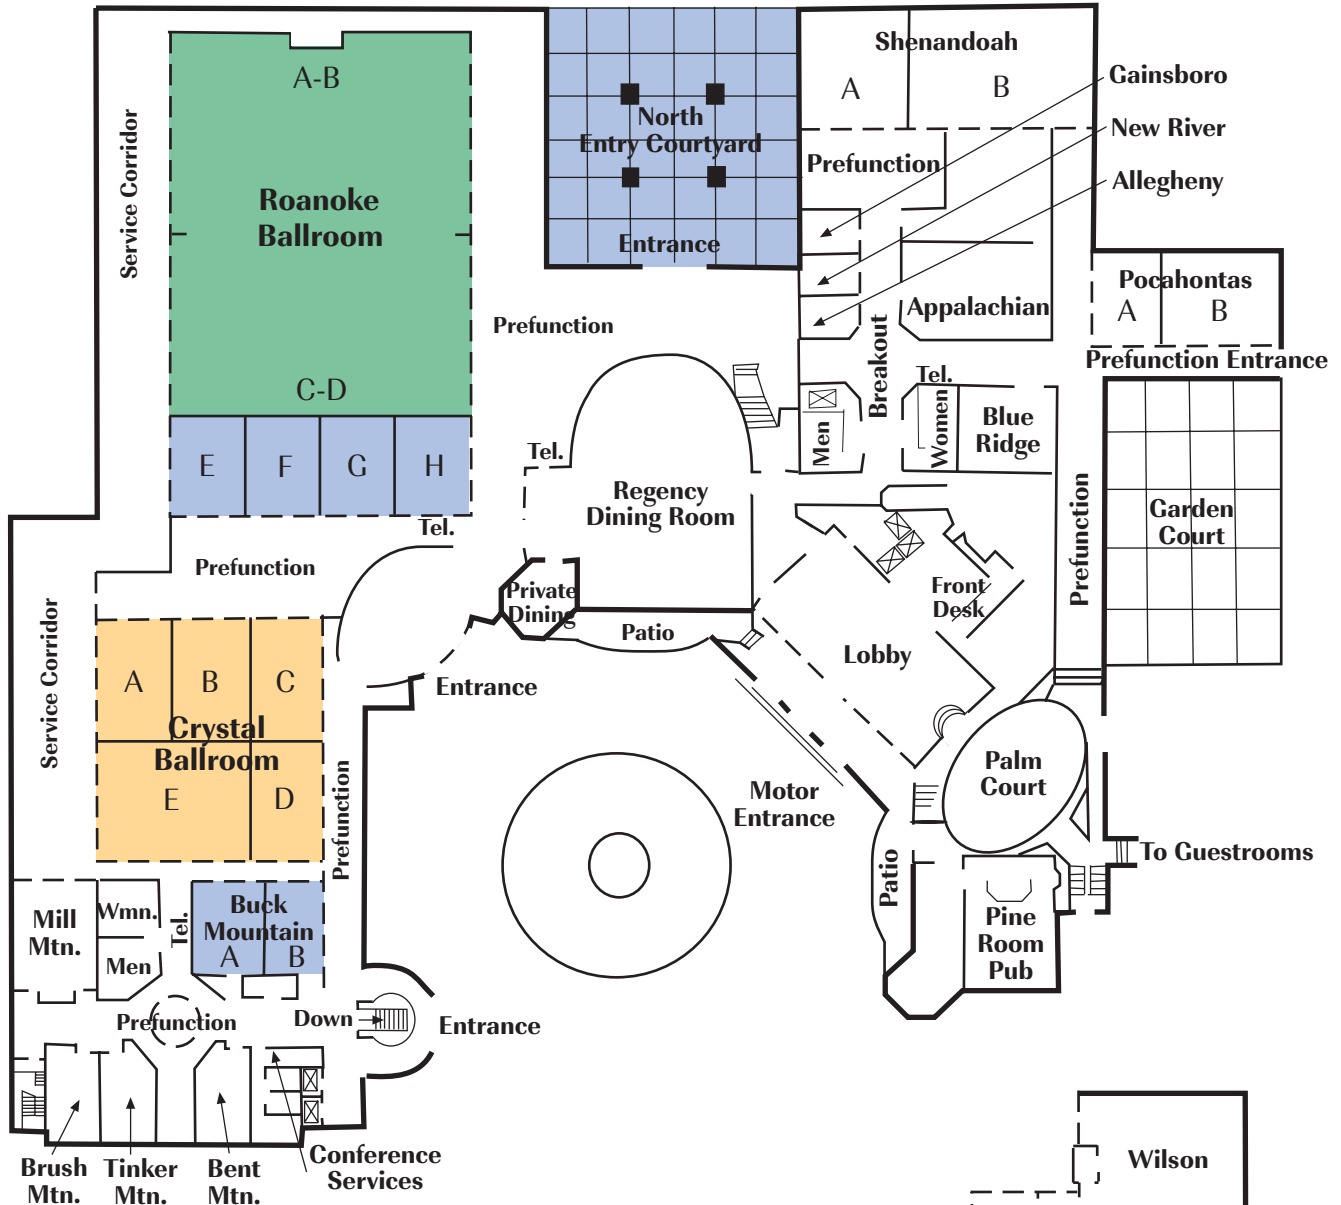 Shenandoah
A
B
A-B
Gainsboro
North
Entry Courtyard
New River
Service Corridor
Prefunction
Allegheny
Roanoke
Ballroom
Entrance
Pocahontas
A
B
Appalachian
Prefunction
Breakout
Prefunction Entrance
Tel.
C-D
Men
Women
Blue
Ridge
E
F
G
H
Tel.
Regency
Dining Room
Tel.
Garden
Court
Prefunction
Prefunction
Private
Dining
Front
Desk
Patio
Lobby
Service Corridor
A
B
C
Entrance
Crystal
Ballroom
E
D
Prefunction
Palm
Court
Motor
Entrance
To Guestrooms
Patio
Mill
Mtn.
Wmn.
Men
Tel.
Buck
Mountain
A
B
Pine
Room
Pub
Prefunction
Down
Entrance
Conference
Services
Brush
Mtn.
Tinker
Mtn.
Bent
Mtn.
Wilson